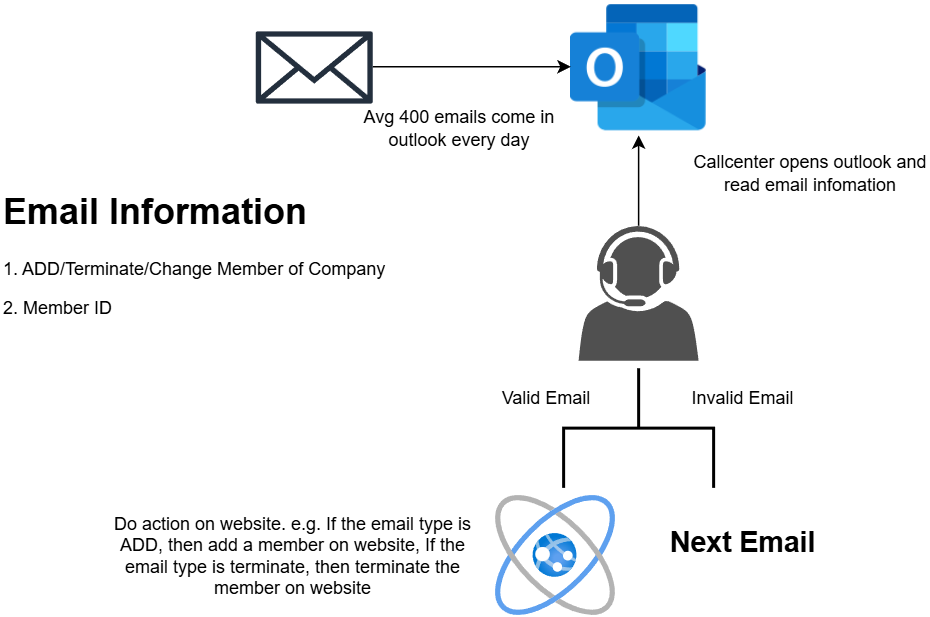 Avg 400 emails come in
outlook every day
O
Callcenter opens outlook and
read email infomation
Email Information
1. ADD/Terminate/Change Member of Company
2. Member ID
Valid Email
Invalid Email
Do action on website. e.g. If the email type is
ADD, then add a member on website, If the
email type is terminate, then terminate the
member on website
Next Email